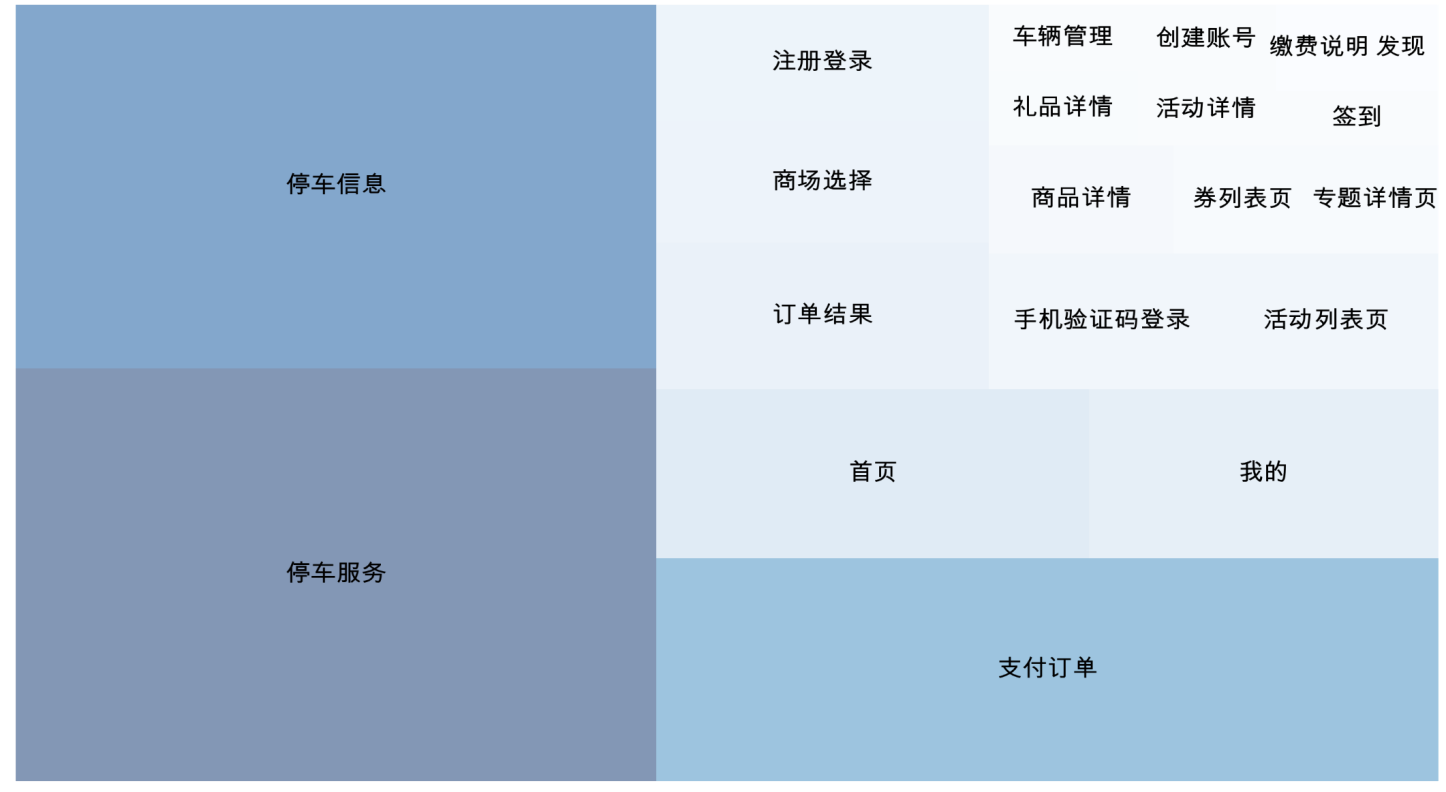 停车信息
停车服务
注册登录
商场选择
订单结果
车辆管理
创建账号
缴费说明
发现
礼品详情
活动详情
签到
商品详情
券列表页
专题详情页
手机验证码登录
活动列表页
首页
我的
支付订单